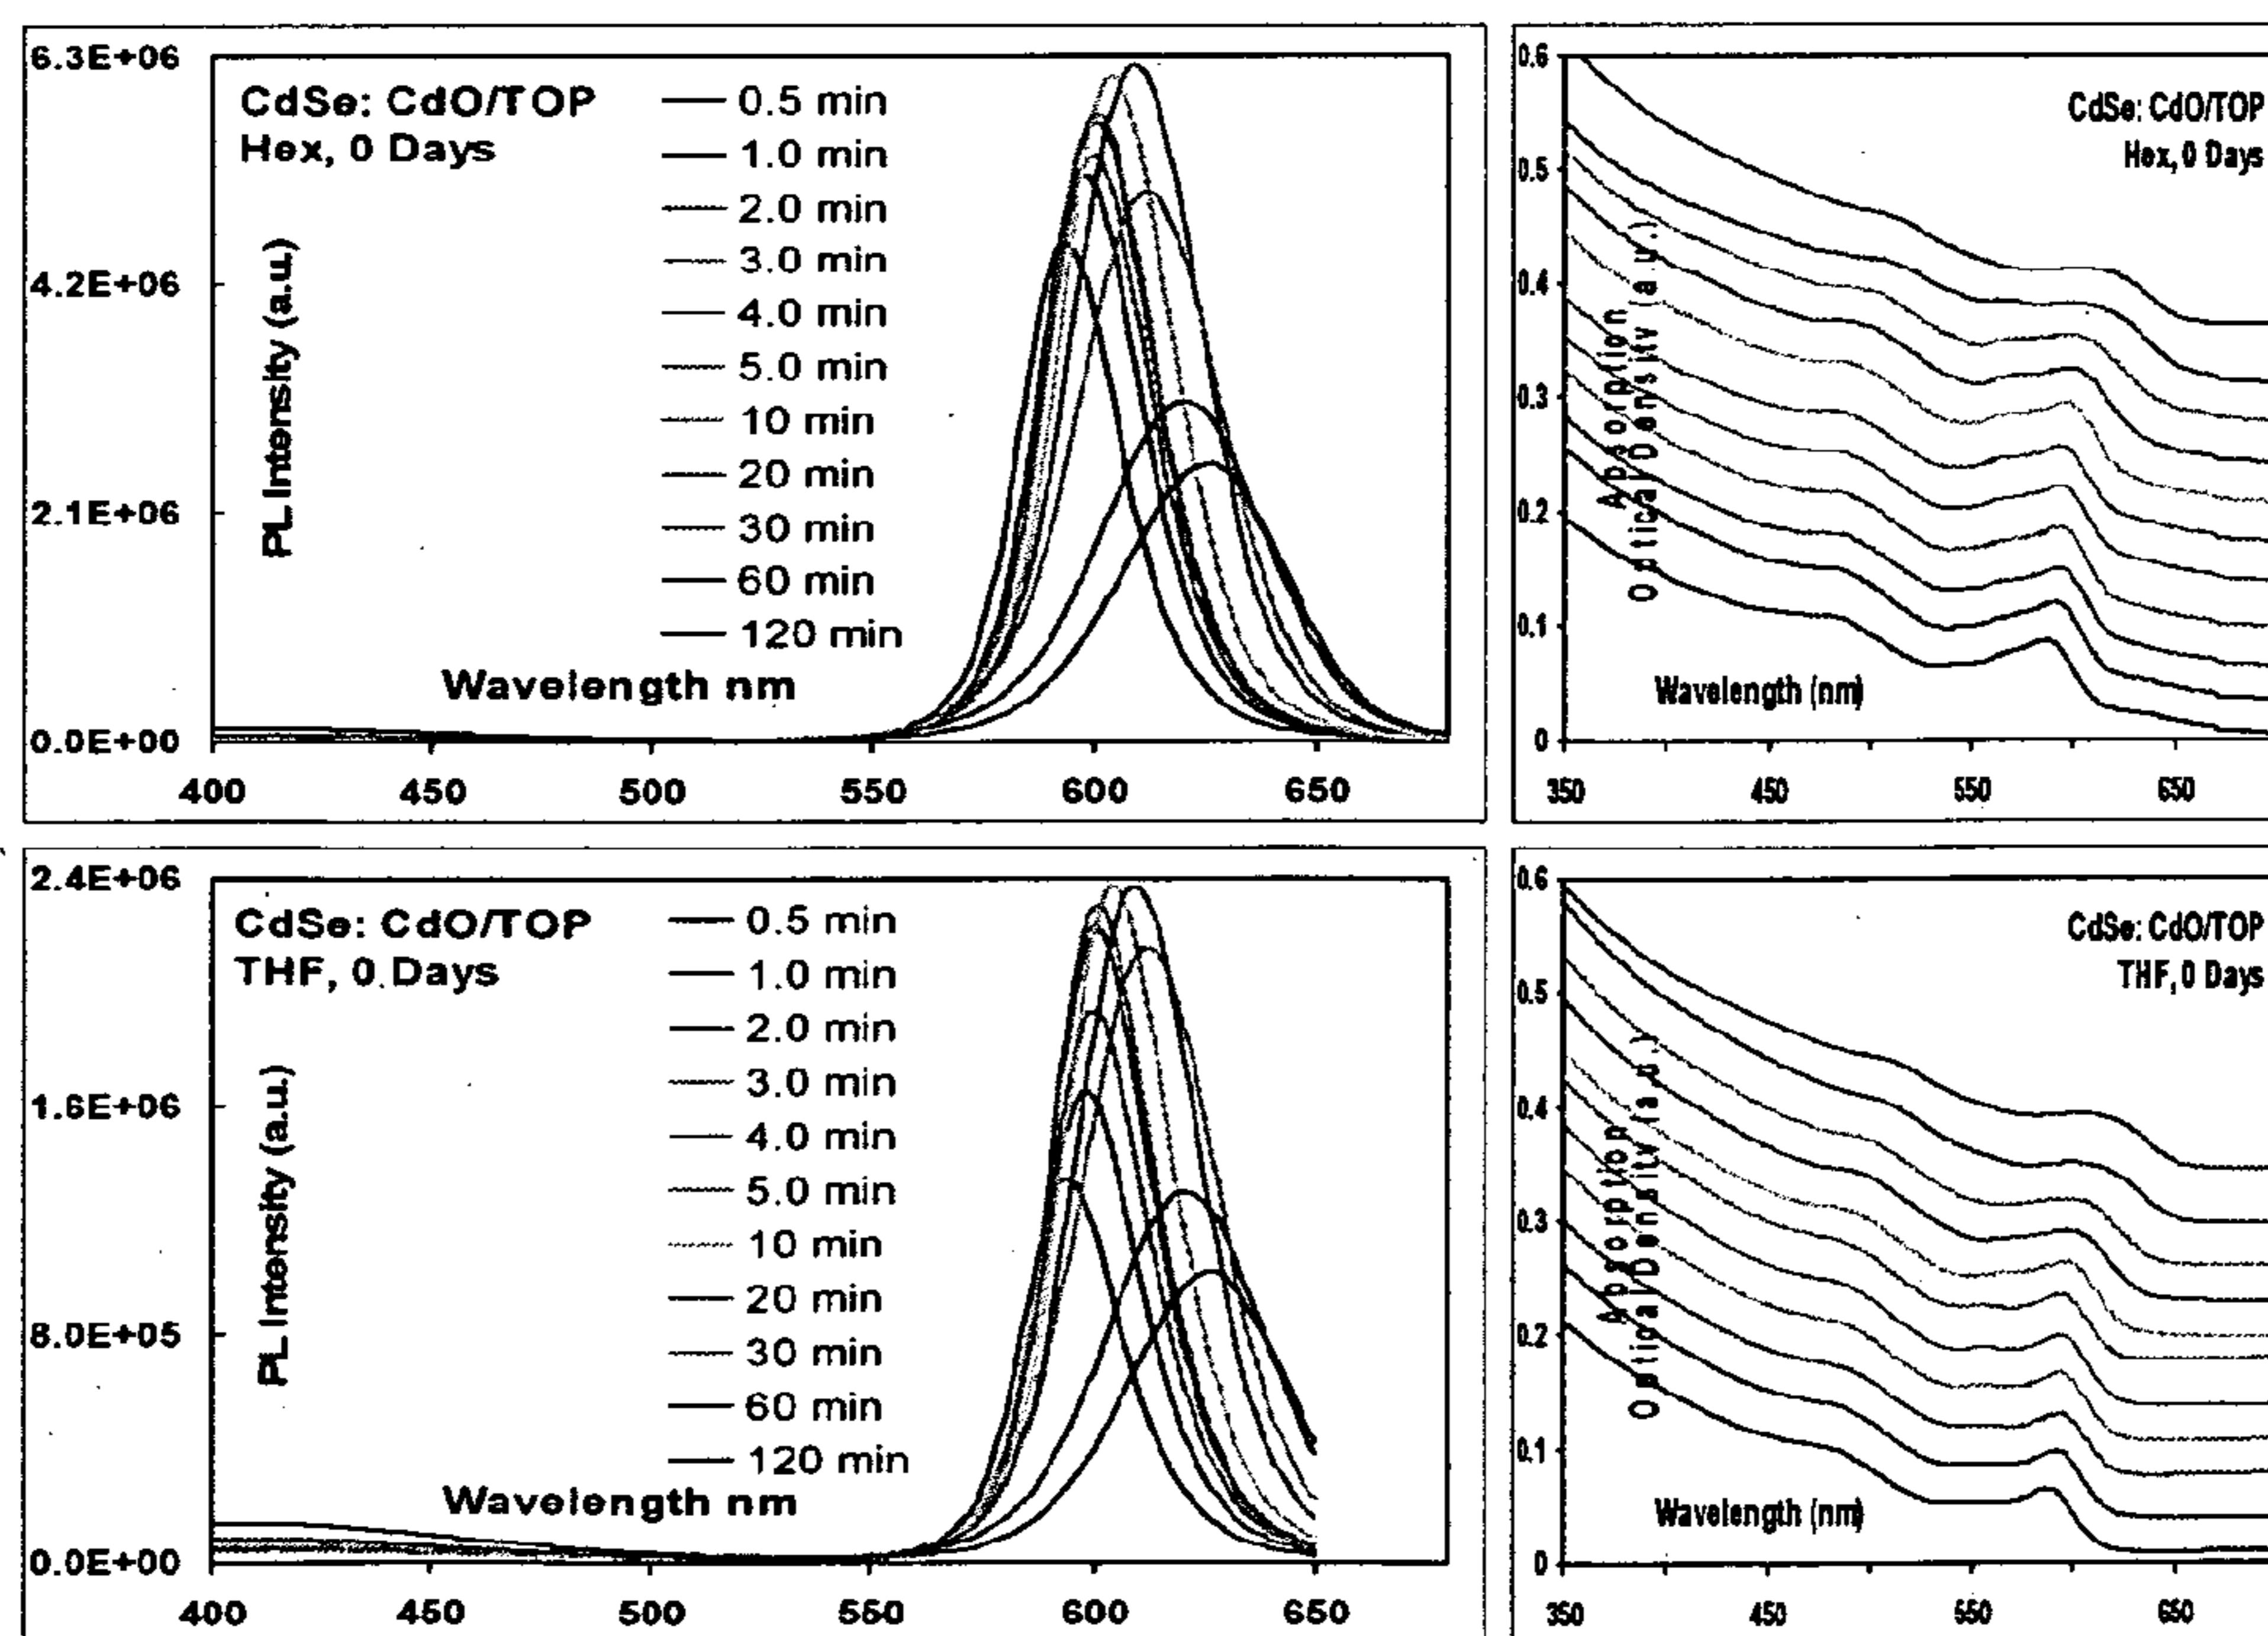 6.3E+06
4.2E+06
2.1E+06
0.0E+00
PL Intensity (a.u.)
CdSe: CdO/TOP
Hex, 0 Days
0.5 min
1.0 min
2.0 min
3.0 min
4.0 min
5.0 min
10 min
20 min
30 min
60 min
120 min
Wavelength nm
400 450 500 550 600 650
0.6
0.5
0.4
0.3
0.2
0.1
0
Absorption
Optical Density (a.u.)
CdSe: CdO/TOP
Hex, 0 Days
Wavelength (nm)
350 450 550 650
2.4E+06
1.6E+06
8.0E+05
0.0E+00
PL Intensity (a.u.)
CdSe: CdO/TOP
THF, 0 Days
0.5 min
1.0 min
2.0 min
3.0 min
4.0 min
5.0 min
10 min
20 min
30 min
60 min
120 min
Wavelength nm
400 450 500 550 600 650
0.6
0.5
0.4
0.3
0.2
0.1
0
Absorption
Optical Density (a.u.)
CdSe: CdO/TOP
THF, 0 Days
Wavelength (nm)
350 450 550 650